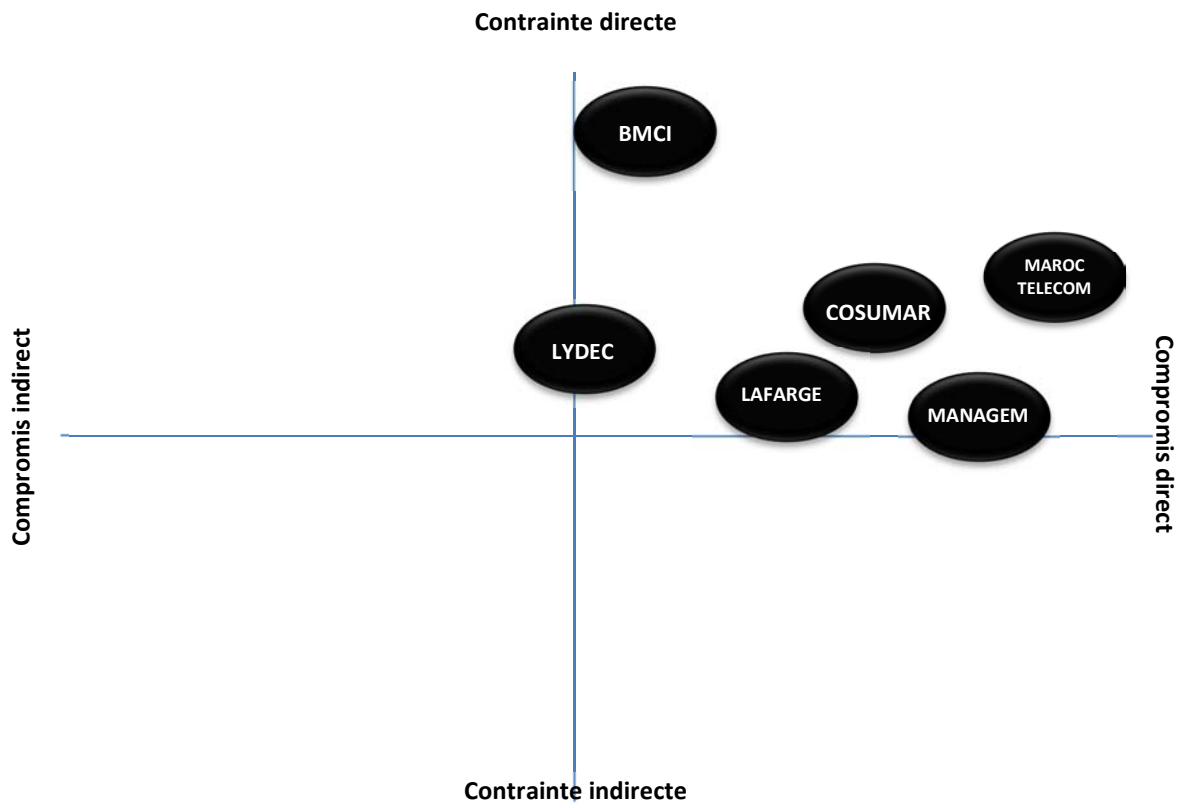 Contrainte directe
BMCI
MAROC
TELECOM
COSUMAR
LYDEC
LAFARGE
MANAGEM
Compromis indirect
Compromis direct
Contrainte indirecte